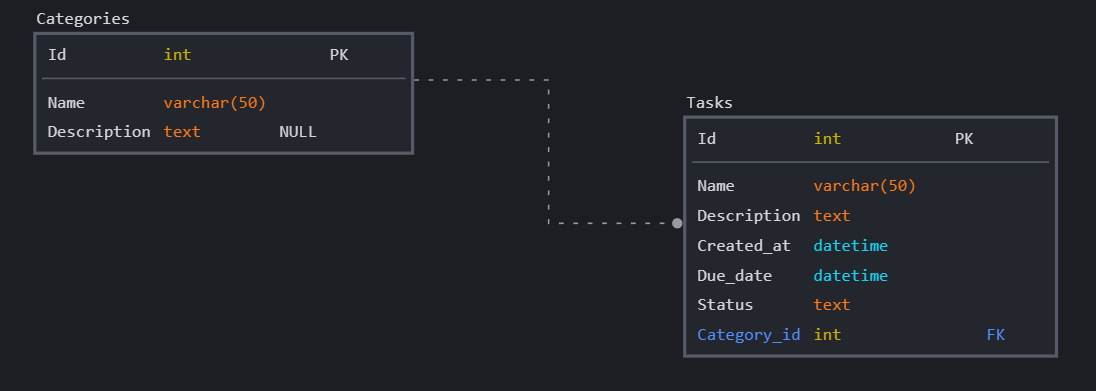 Categories
Id int PK
Name varchar(50)
Description text NULL
Tasks
Id int PK
Name varchar(50)
Description text
Created_at datetime
Due_date datetime
Status text
Category_id int FK